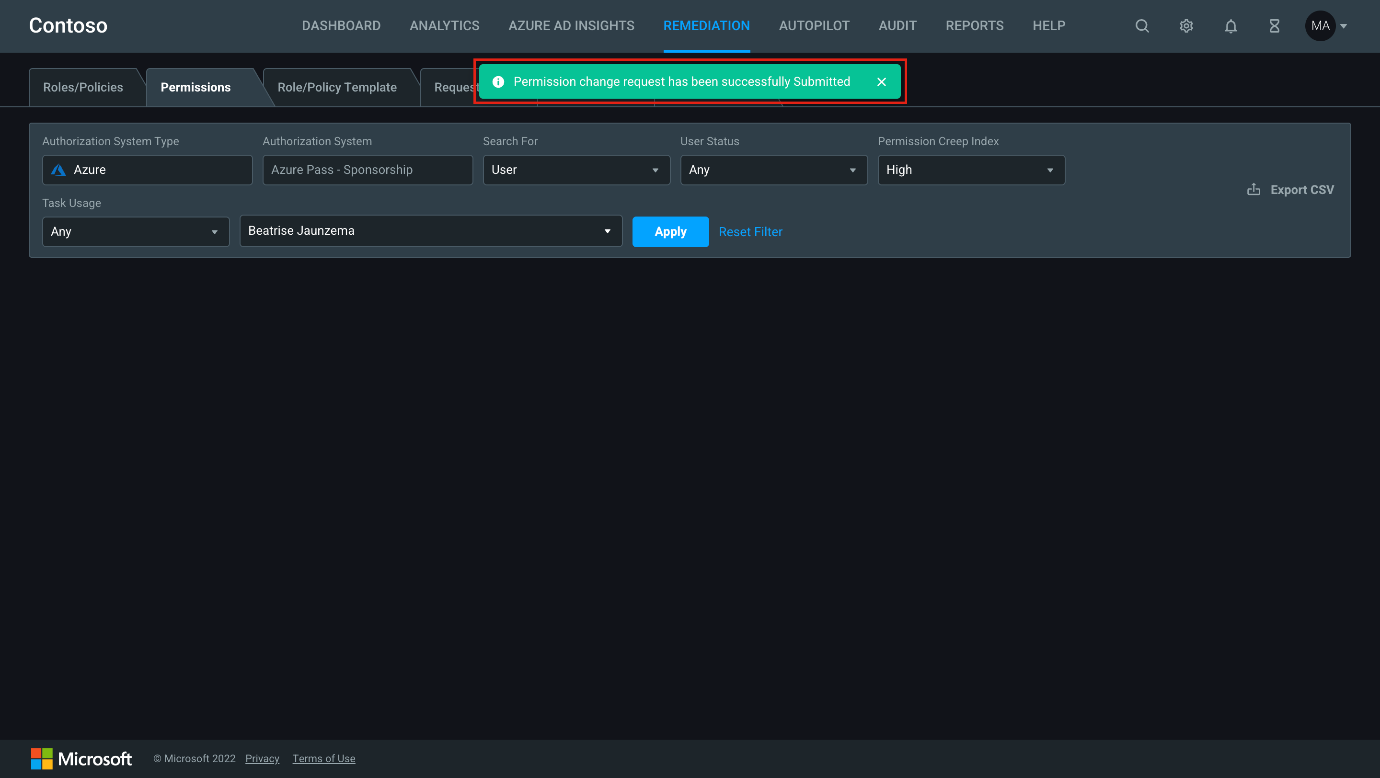 Contoso
DASHBOARD
ANALYTICS
AZURE AD INSIGHTS
REMEDIATION
AUTOPILOT
AUDIT
REPORTS
HELP
MA
Roles/Policies
Permissions
Role/Policy Template
Permission change request has been successfully Submitted
Authorization System Type
Authorization System
Search For
User Status
Permission Creep Index
Azure
Azure Pass - Sponsorship
User
Any
High
Export CSV
Task Usage
Any
Beatrise Jaunzema
Apply
Reset Filter
Microsoft
© Microsoft 2022
Privacy
Terms of Use